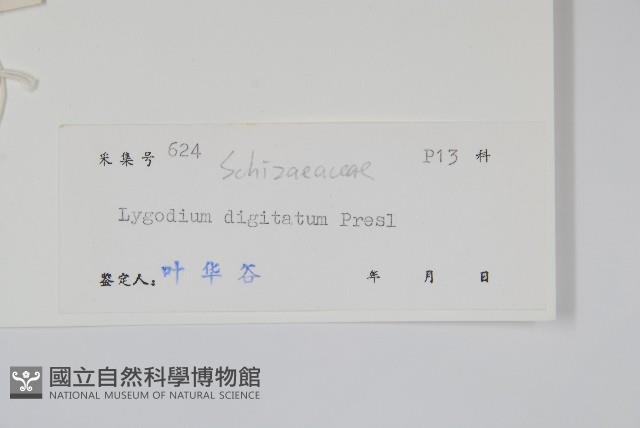 采集号 624 Schizaeaceae P13 科
Lygodium digitatum Presl
鉴定人: 叶华谷 年 月 日
國立自然科學博物館
NATIONAL MUSEUM OF NATURAL SCIENCE